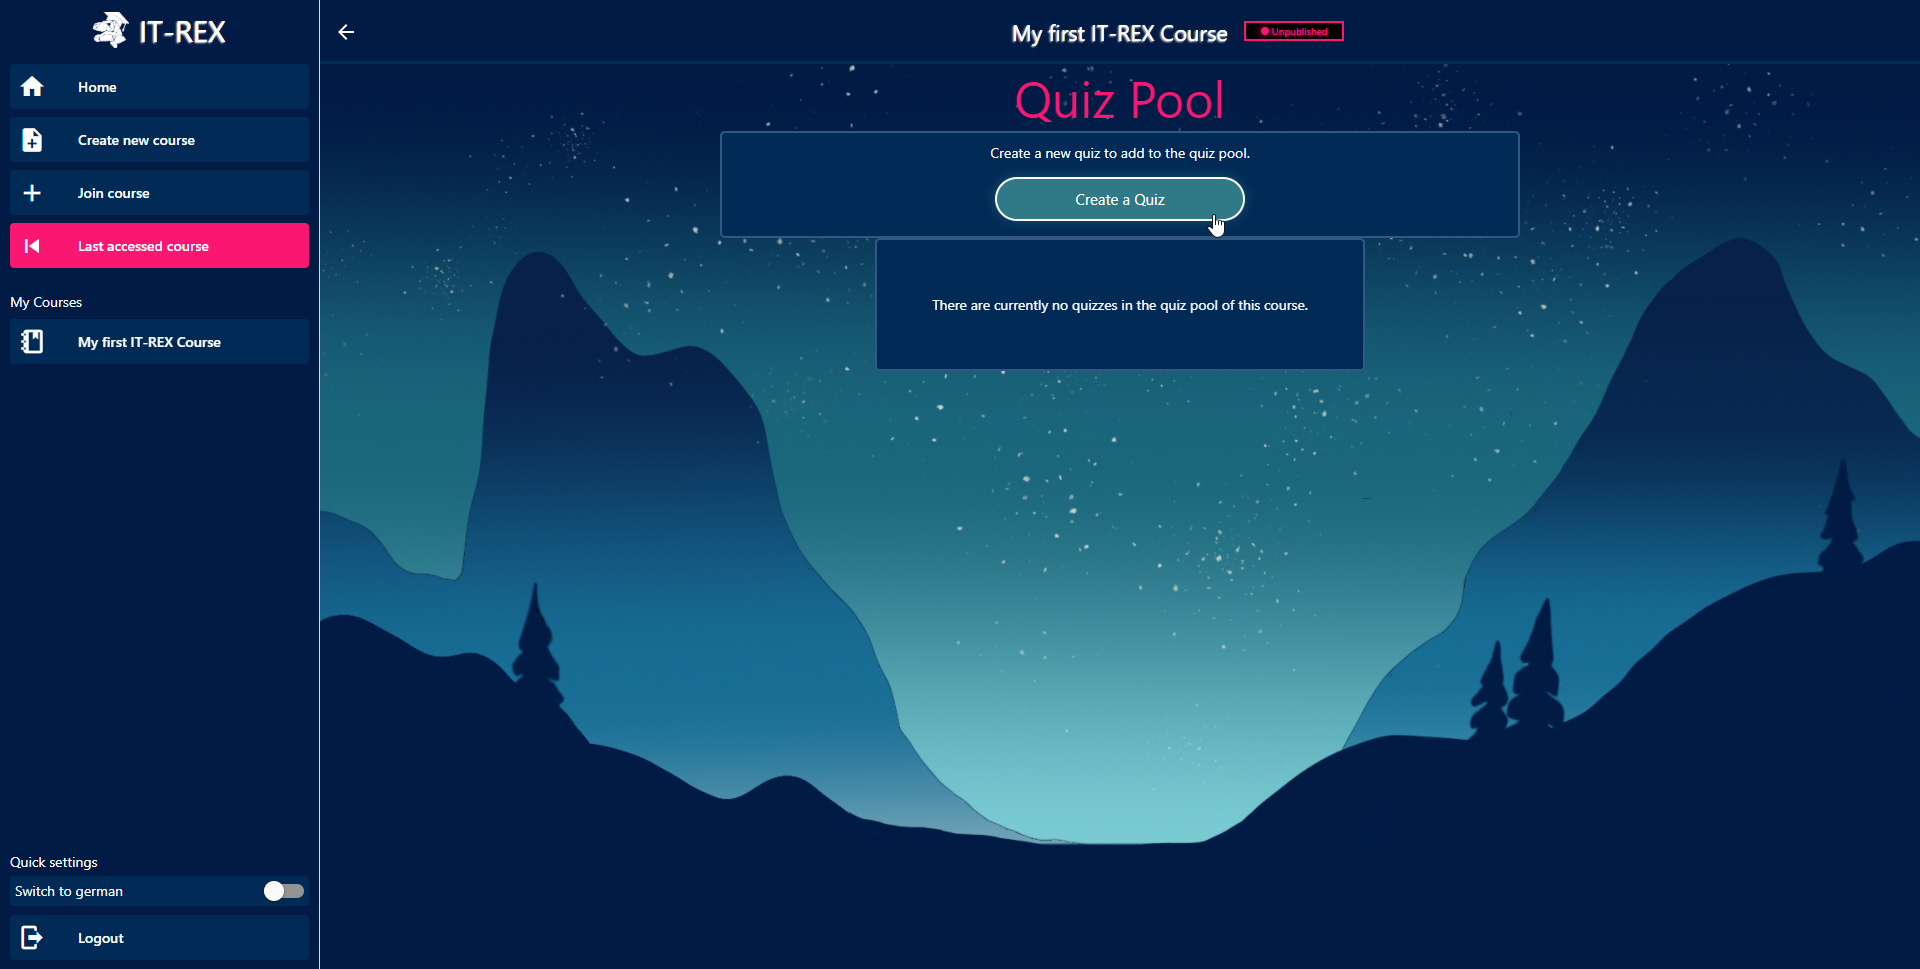 IT-REX
Home
Create new course
Join course
Last accessed course
My Courses
My first IT-REX Course
Quick settings
Switch to german
Logout
My first IT-REX Course
Unpublished
Quiz Pool
Create a new quiz to add to the quiz pool.
Create a Quiz
There are currently no quizzes in the quiz pool of this course.